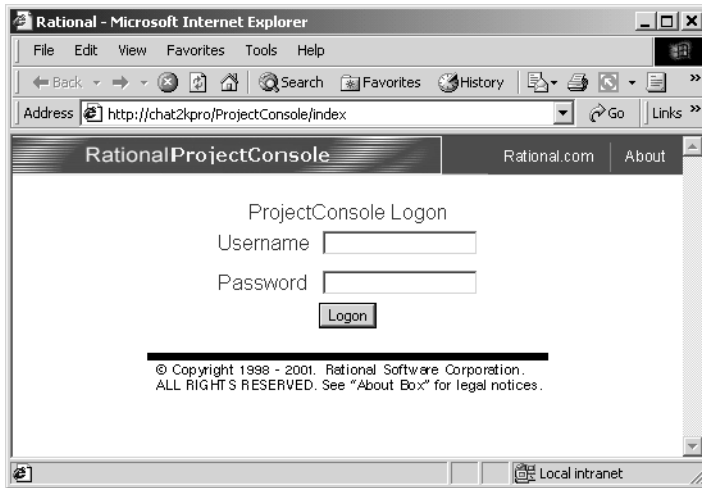 Rational - Microsoft Internet Explorer
File Edit View Favorites Tools Help
Back Search Favorites History
Address http://chat2kpro/ProjectConsole/index Go Links
RationalProjectConsole Rational.com About
ProjectConsole Logon
Username
Password
Logon
© Copyright 1998 - 2001. Rational Software Corporation.
ALL RIGHTS RESERVED. See "About Box" for legal notices.
Local intranet